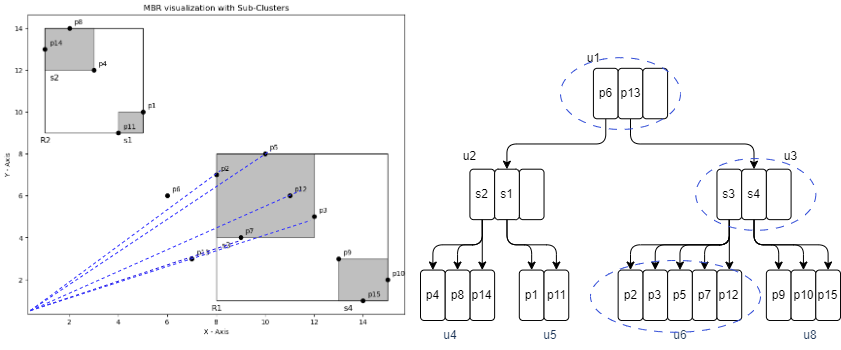 MBR visualization with Sub-Clusters
p8
14
p14
p4
12
s2
p1
10
p11
R2
s1
Y - Axis
p5
8
p2
p6
p12
6
p3
p7
4
p13
s3
p9
p10
2
p15
R1
s4
2
4
6
8
10
12
14
X - Axis
u1
p6 p13
u2
u3
s2 s1
s3 s4
p4 p8 p14
p1 p11
p2 p3 p5 p7 p12
p9 p10 p15
u4
u5
u6
u8